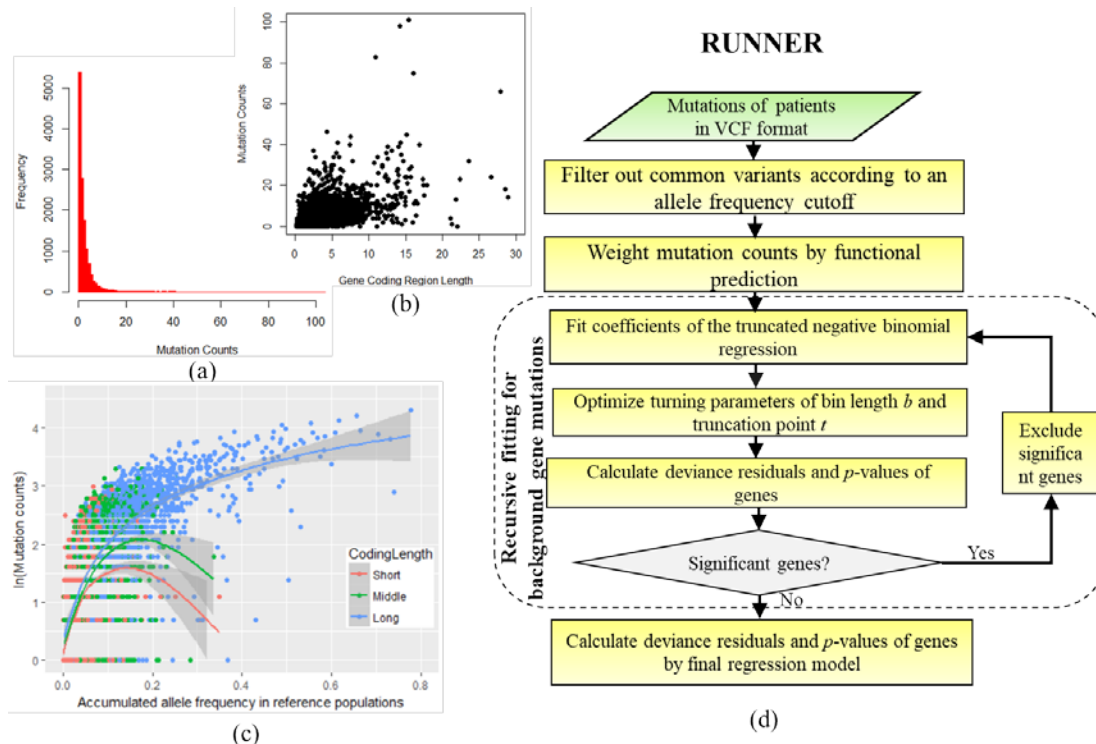 Frequency
5000
4000
3000
2000
1000
0
0 20 40 60 80 100
Mutation Counts
(a)
(b)
Mutation Counts
100
80
60
40
20
0
0 5 10 15 20 25 30
Gene Coding Region Length
(b)
ln(Mutation counts)
4
3
2
1
0
CodingLength
Short
Middle
Long
0.0 0.2 0.4 0.6 0.8
Accumulated allele frequency in reference populations
(c)
RUNNER
Mutations of patients
in VCF format
Filter out common variants according to an
allele frequency cutoff
Weight mutation counts by functional
prediction
Recursive fitting for
background gene mutations
Fit coefficients of the truncated negative binomial
regression
Optimize turning parameters of bin length b and
truncation point t
Calculate deviance residuals and p-values of
genes
Significant genes?
Yes
Exclude
significa
nt genes
No
Calculate deviance residuals and p-values of genes
by final regression model
(d)